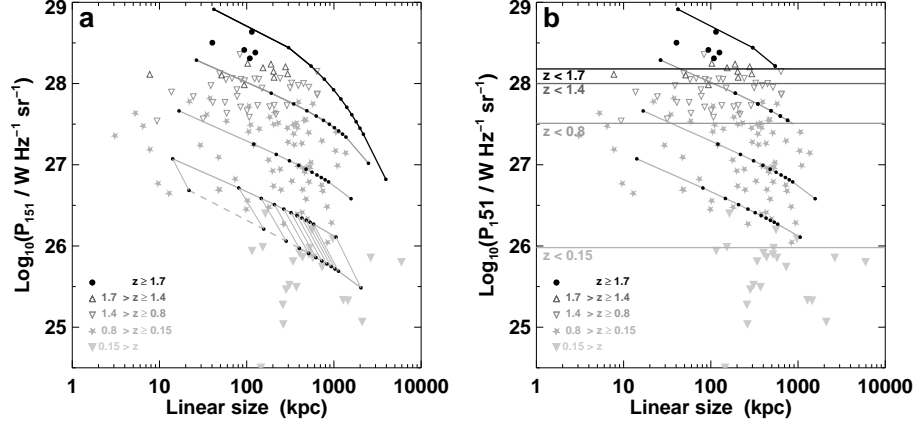 a
29
28
27
26
25
Log10(P151 / W Hz−1 sr−1)
z ≥ 1.7
1.7 > z ≥ 1.4
1.4 > z ≥ 0.8
0.8 > z ≥ 0.15
0.15 > z
1 10 100 1000 10000
Linear size (kpc)
b
29
28
27
26
25
Log10(P151 / W Hz−1 sr−1)
z < 1.7
z < 1.4
z < 0.8
z < 0.15
z ≥ 1.7
1.7 > z ≥ 1.4
1.4 > z ≥ 0.8
0.8 > z ≥ 0.15
0.15 > z
1 10 100 1000 10000
Linear size (kpc)